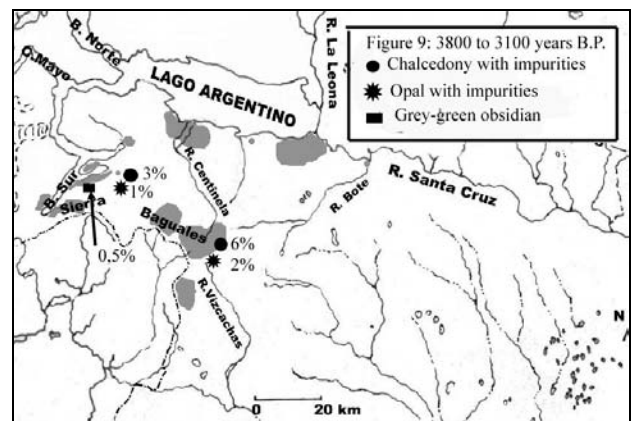 Figure 9: 3800 to 3100 years B.P.
Chalcedony with impurities
Opal with impurities
Grey-green obsidian
B. Norte
C. Mayo
LAGO ARGENTINO
R. La Leona
R. Centinela
R. Santa Cruz
R. Bote
B. Sur
Sierra
Baguales
R. Vizcachas
3%
1%
0.5%
6%
2%
N
0 20 km